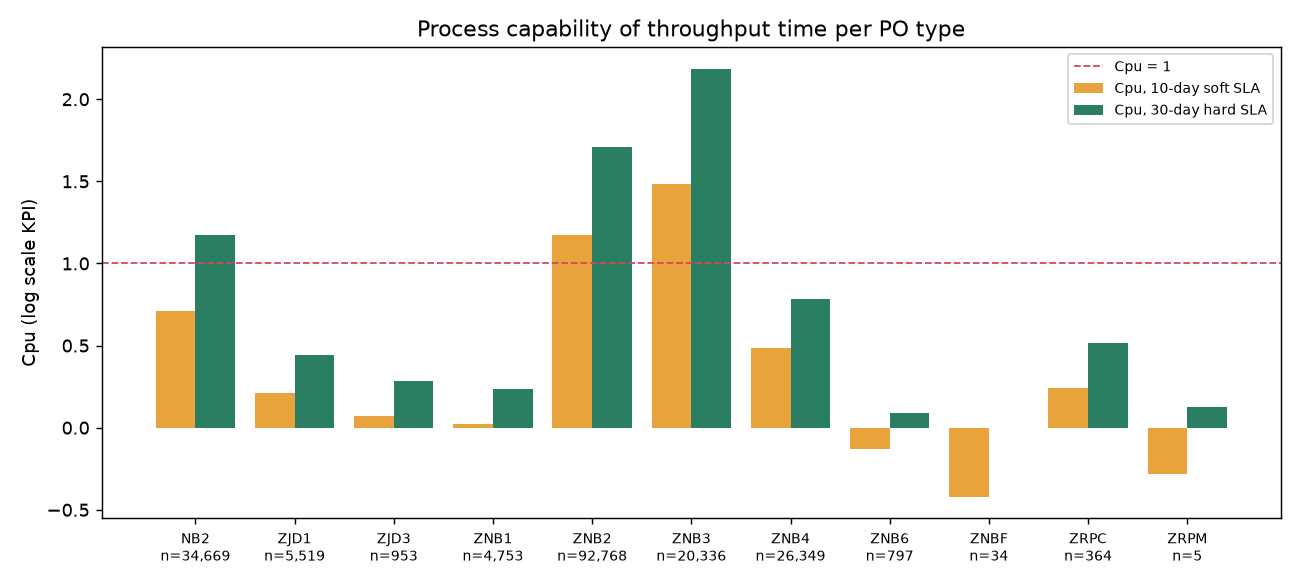 Process capability of throughput time per PO type
Cpu = 1
Cpu, 10-day soft SLA
Cpu, 30-day hard SLA
Cpu (log scale KPI)
2.0
1.5
1.0
0.5
0.0
−0.5
NB2 ZJD1 ZJD3 ZNB1 ZNB2 ZNB3 ZNB4 ZNB6 ZNBF ZRPC ZRPM
n=34,669 n=5,519 n=953 n=4,753 n=92,768 n=20,336 n=26,349 n=797 n=34 n=364 n=5